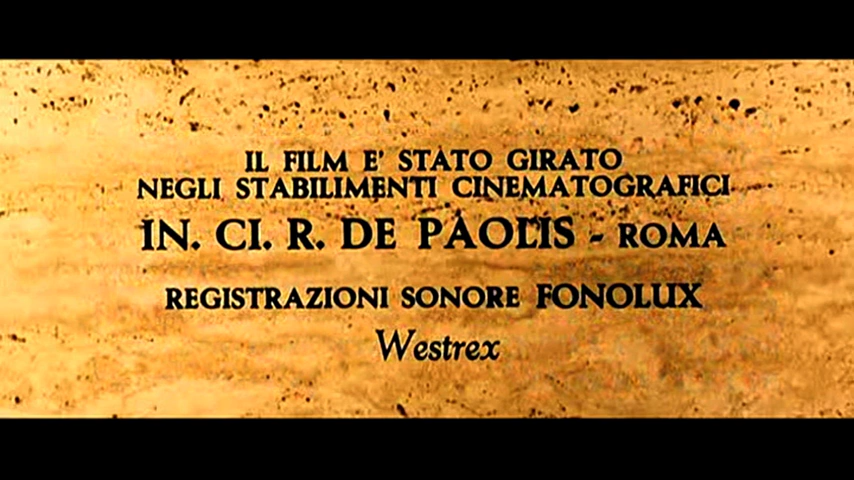 IL FILM E' STATO GIRATO
NEGLI STABILIMENTI CINEMATOGRAFICI
IN. CI. R. DE PAOLIS - ROMA
REGISTRAZIONI SONORE FONOLUX
Westrex